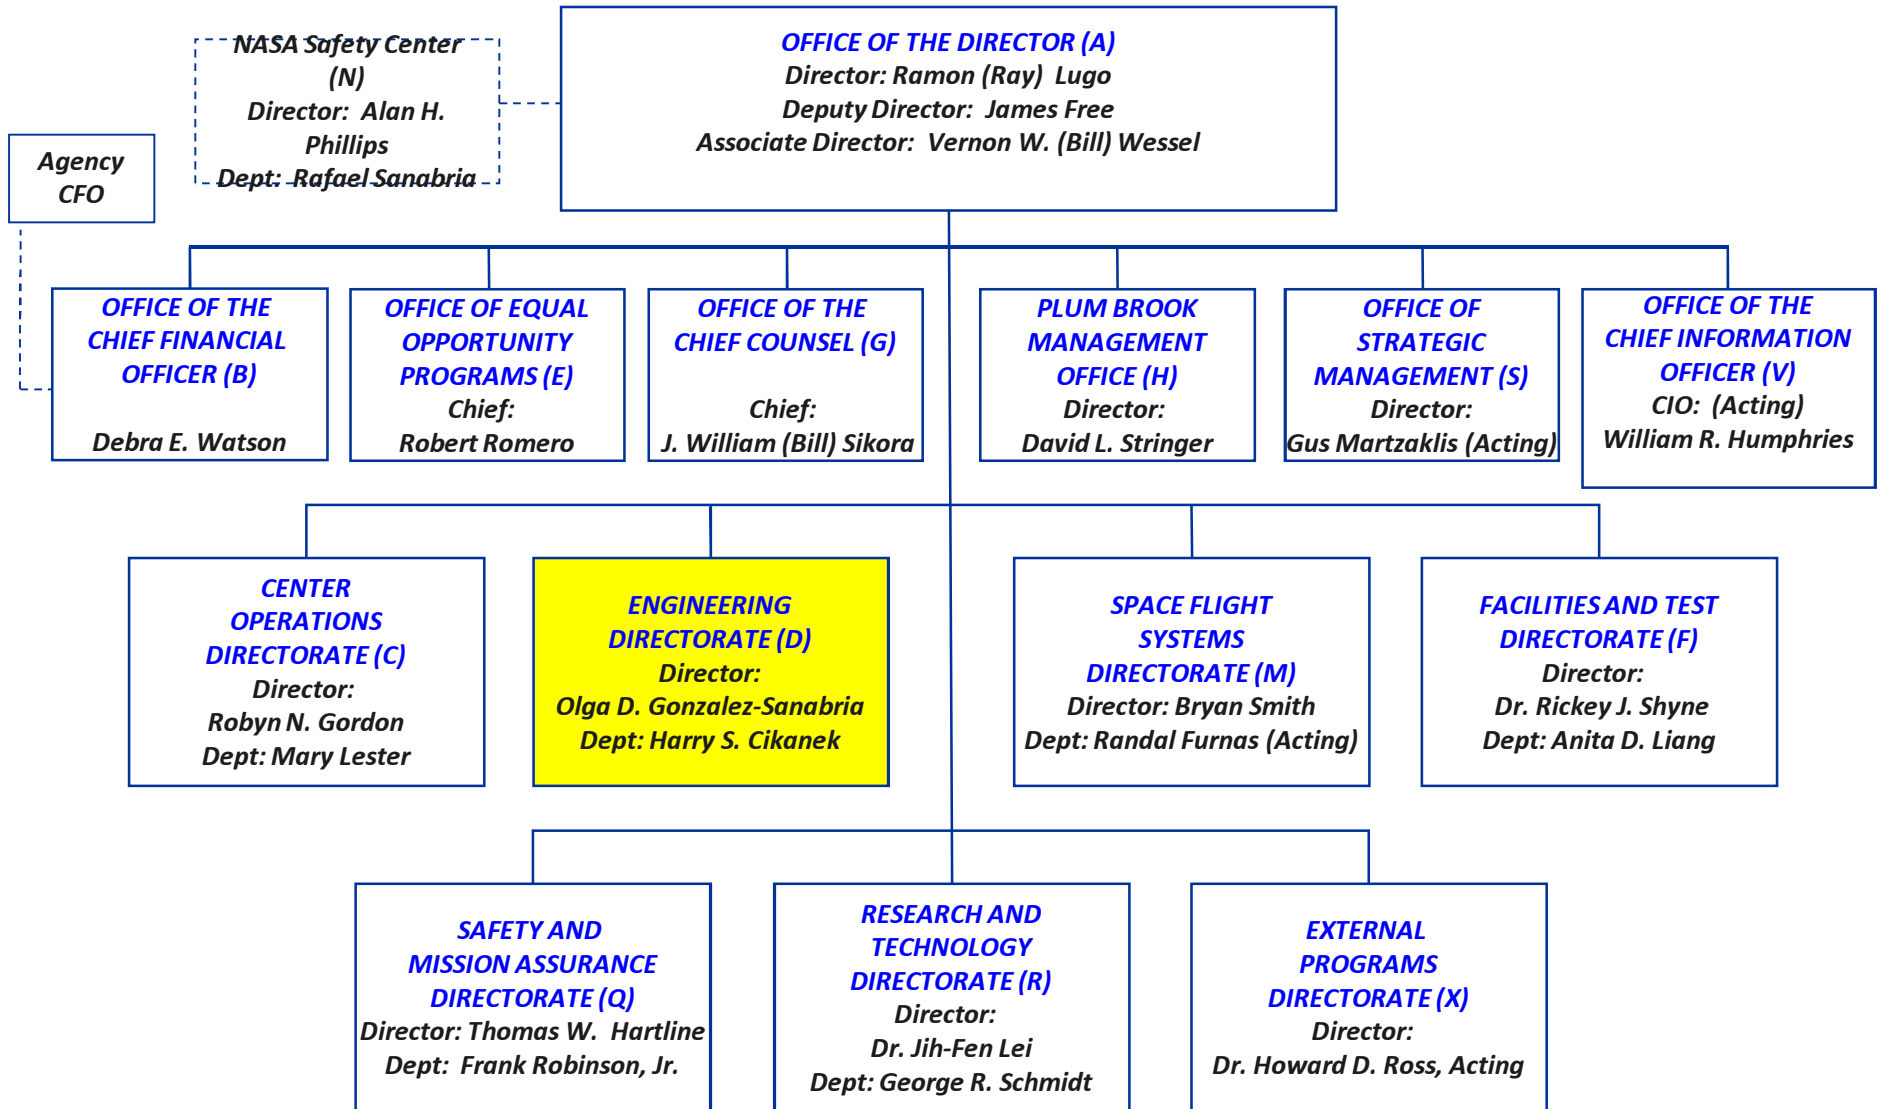 NASA Safety Center
(N)
Director: Alan H.
Phillips
Dept: Rafael Sanabria
OFFICE OF THE DIRECTOR (A)
Director: Ramon (Ray) Lugo
Deputy Director: James Free
Associate Director: Vernon W. (Bill) Wessel
Agency
CFO
OFFICE OF THE
CHIEF FINANCIAL
OFFICER (B)
Debra E. Watson
OFFICE OF EQUAL
OPPORTUNITY
PROGRAMS (E)
Chief:
Robert Romero
OFFICE OF THE
CHIEF COUNSEL (G)
Chief:
J. William (Bill) Sikora
PLUM BROOK
MANAGEMENT
OFFICE (H)
Director:
David L. Stringer
OFFICE OF
STRATEGIC
MANAGEMENT (S)
Director:
Gus Martzaklis (Acting)
OFFICE OF THE
CHIEF INFORMATION
OFFICER (V)
CIO: (Acting)
William R. Humphries
CENTER
OPERATIONS
DIRECTORATE (C)
Director:
Robyn N. Gordon
Dept: Mary Lester
ENGINEERING
DIRECTORATE (D)
Director:
Olga D. Gonzalez-Sanabria
Dept: Harry S. Cikanek
SPACE FLIGHT
SYSTEMS
DIRECTORATE (M)
Director: Bryan Smith
Dept: Randal Furnas (Acting)
FACILITIES AND TEST
DIRECTORATE (F)
Director:
Dr. Rickey J. Shyne
Dept: Anita D. Liang
SAFETY AND
MISSION ASSURANCE
DIRECTORATE (Q)
Director: Thomas W. Hartline
Dept: Frank Robinson, Jr.
RESEARCH AND
TECHNOLOGY
DIRECTORATE (R)
Director:
Dr. Jih-Fen Lei
Dept: George R. Schmidt
EXTERNAL
PROGRAMS
DIRECTORATE (X)
Director:
Dr. Howard D. Ross, Acting